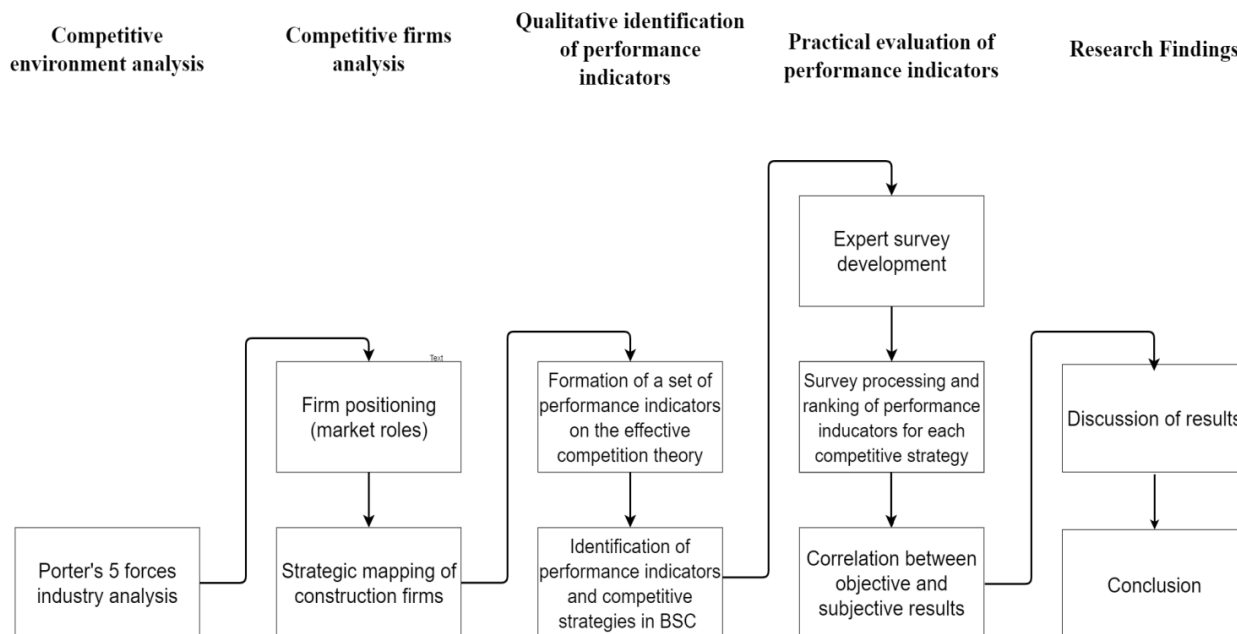 Competitive
environment analysis
Competitive firms
analysis
Qualitative identification
of performance
indicators
Practical evaluation of
performance indicators
Research Findings
Porter's 5 forces
industry analysis
Text
Firm positioning
(market roles)
Strategic mapping of
construction firms
Formation of a set of
performance indicators
on the effective
competition theory
Identification of
performance indicators
and competitive
strategies in BSC
Expert survey
development
Survey processing and
ranking of performance
inducators for each
competitive strategy
Correlation between
objective and
subjective results
Discussion of results
Conclusion